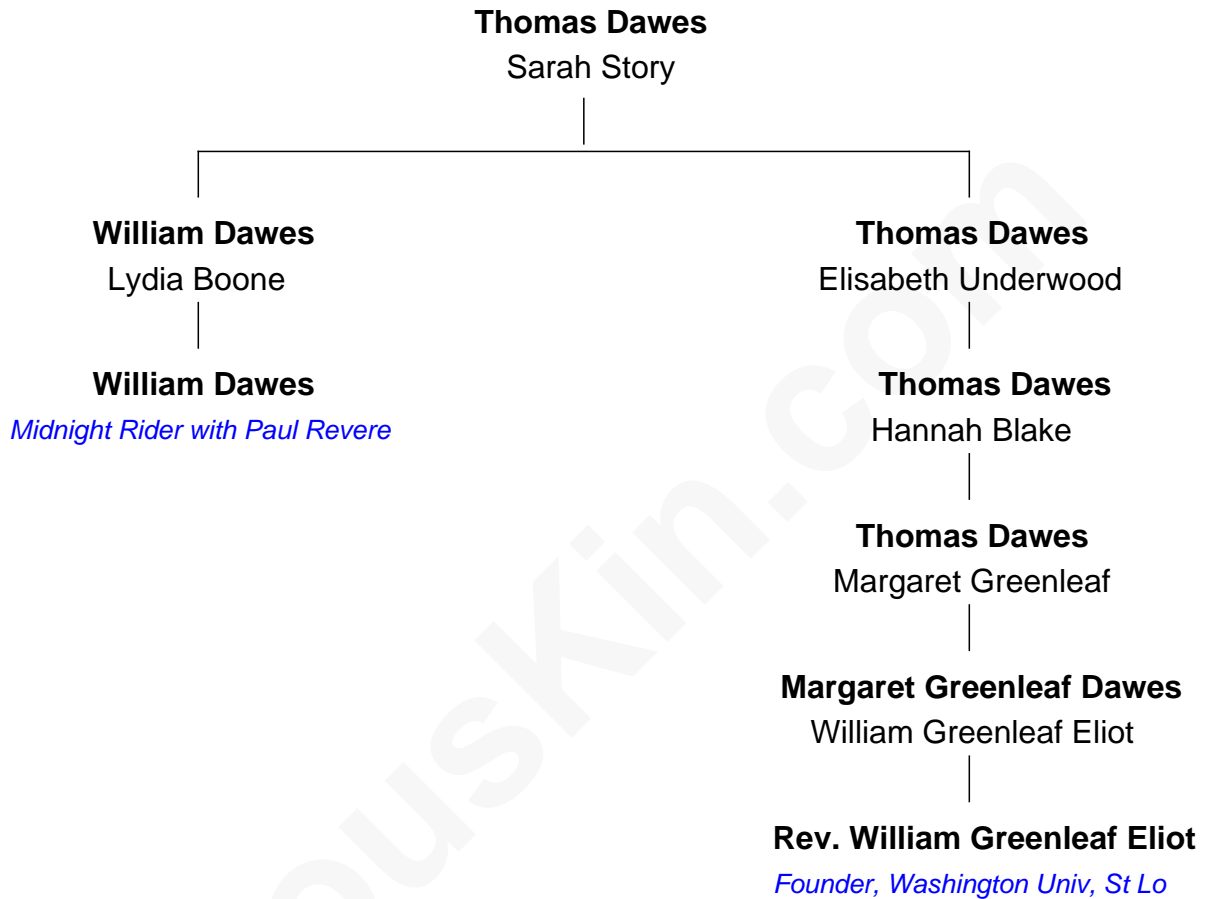 Thomas Dawes
Sarah Story
William Dawes
Lydia Boone
William Dawes
Midnight Rider with Paul Revere
Thomas Dawes
Elisabeth Underwood
Thomas Dawes
Hannah Blake
Thomas Dawes
Margaret Greenleaf
Margaret Greenleaf Dawes
William Greenleaf Eliot
Rev. William Greenleaf Eliot
Founder, Washington Univ, St Lo
ousKin.com